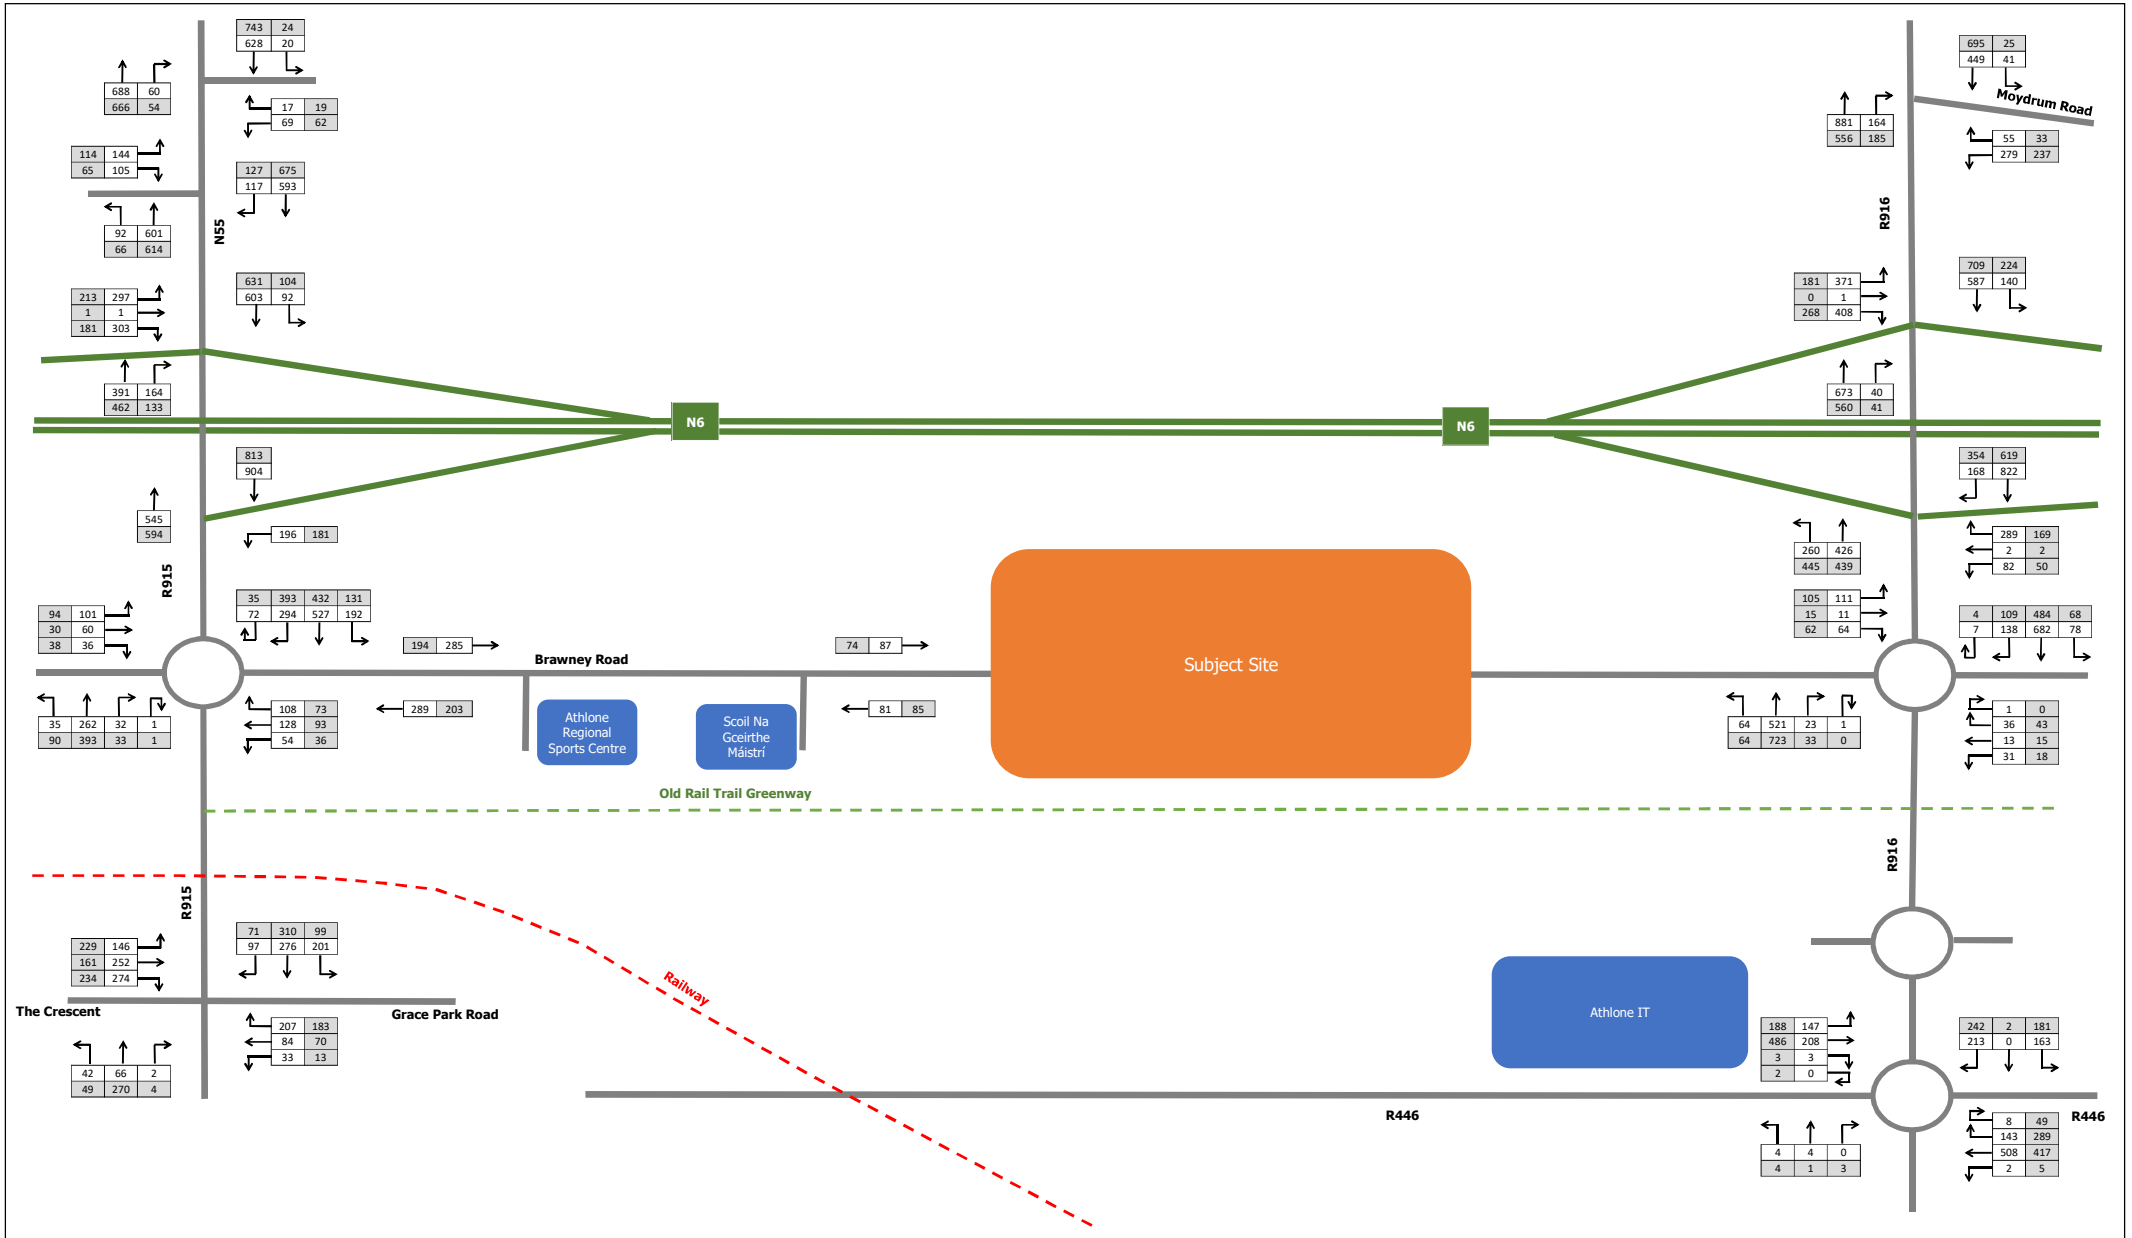 743 24
628 20
688 60
666 54
17 19
69 62
114 144
65 105
127 675
117 593
92 601
66 614
N55
213 297
1 1
181 303
631 104
603 92
391 164
462 133
N6
N6
813
904
545
594
196 181
R915
94 101
30 60
38 36
35 393 432 131
72 294 527 192
194 285
74 87
Brawney Road
35 262 32 1
90 393 33 1
108 73
128 93
54 36
289 203
81 85
Athlone
Regional
Sports Centre
Scoil Na
Gceirthe
Máistrí
Subject Site
Old Rail Trail Greenway
R915
229 146
161 252
234 274
71 310 99
97 276 201
The Crescent
Grace Park Road
207 183
84 70
33 13
42 66 2
49 270 4
Railway
695 25
449 41
Moydrum Road
881 164
556 185
55 33
279 237
R916
181 371
0 1
268 408
709 224
587 140
673 40
560 41
354 619
168 822
260 426
445 439
289 169
2 2
82 50
105 111
15 11
62 64
4 109 484 68
7 138 682 78
64 521 23 1
64 723 33 0
1 0
36 43
13 15
31 18
R916
Athlone IT
188 147
486 208
3 3
2 0
242 2 181
213 0 163
R446
R446
4 4 0
4 1 3
8 49
143 289
508 417
2 5